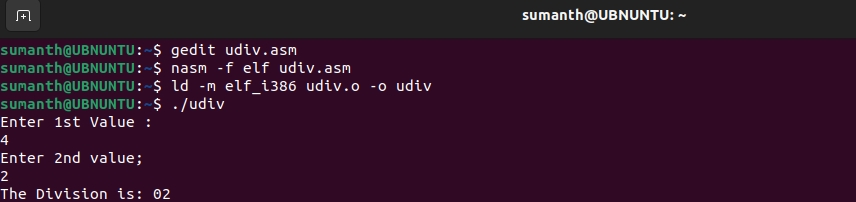 sumanth@UBNUNTU: ~
sumanth@UBNUNTU:~$ gedit udiv.asm
sumanth@UBNUNTU:~$ nasm -f elf udiv.asm
sumanth@UBNUNTU:~$ ld -m elf_i386 udiv.o -o udiv
sumanth@UBNUNTU:~$ ./udiv
Enter 1st Value :
4
Enter 2nd value;
2
The Division is: 02